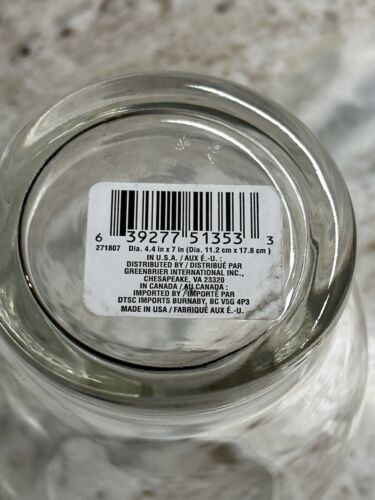 6 39277 51353 3
271807 Dia. 4.4 in x 7 in (Dia. 11.2 cm x 17.8 cm)
IN U.S.A. / AUX É.-U. :
DISTRIBUTED BY / DISTRIBUÉ PAR
GREENBRIER INTERNATIONAL INC.,
CHESAPEAKE, VA 23320
IN CANADA / AU CANADA :
IMPORTED BY / IMPORTÉ PAR
DTSC IMPORTS BURNABY, BC V5G 4P3
MADE IN USA / FABRIQUÉ AUX É.-U.